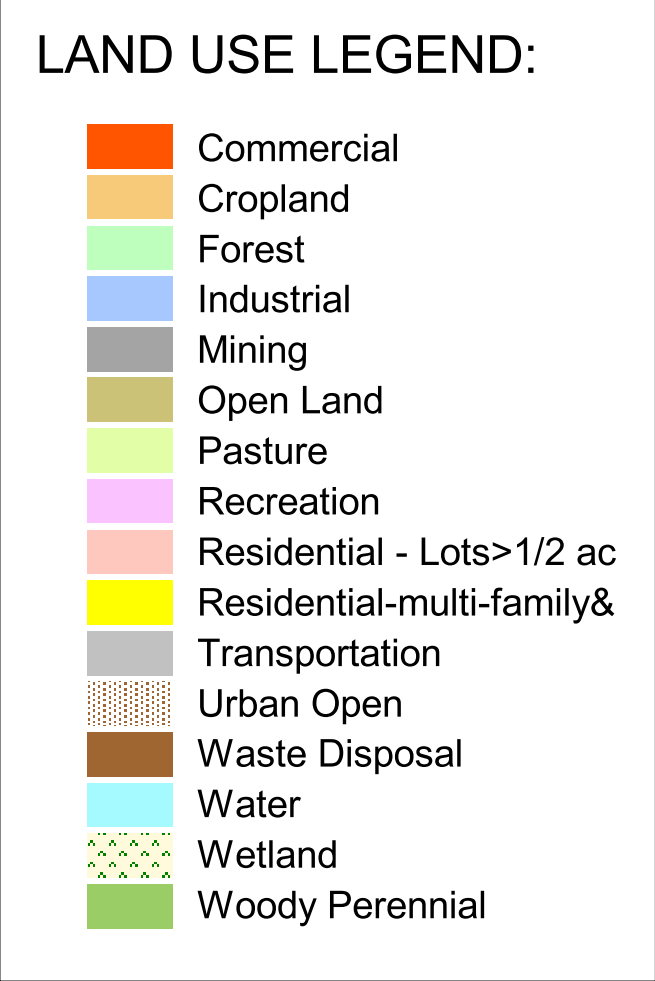 LAND USE LEGEND:
Commercial
Cropland
Forest
Industrial
Mining
Open Land
Pasture
Recreation
Residential - Lots>1/2 ac
Residential-multi-family&
Transportation
Urban Open
Waste Disposal
Water
Wetland
Woody Perennial